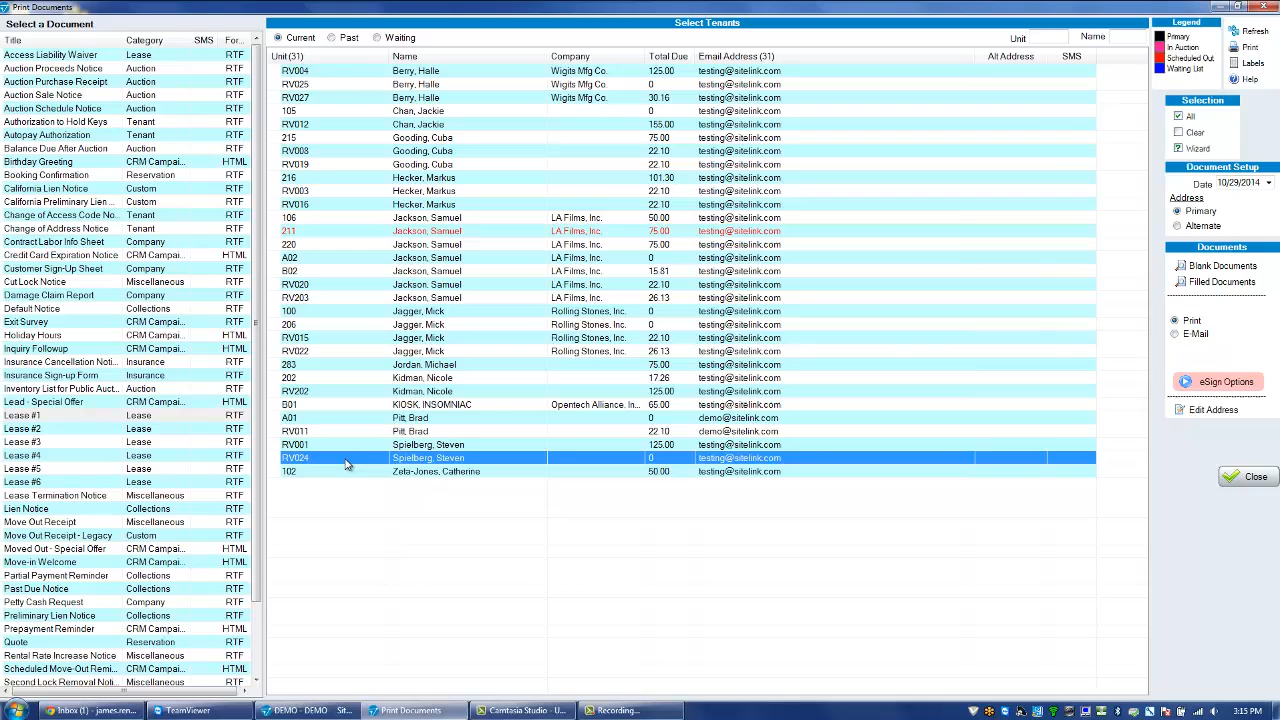 Print Documents
Select a Document
Title Category SMS For...
Access Liability Waiver Lease RTF
Auction Proceeds Notice Auction RTF
Auction Purchase Receipt Auction RTF
Auction Sale Notice Auction RTF
Auction Schedule Notice Auction RTF
Authorization to Hold Keys Tenant RTF
Autopay Authorization Tenant RTF
Balance Due After Auction Auction RTF
Birthday Greeting CRM Campai... HTML
Booking Confirmation Reservation RTF
California Lien Notice Custom RTF
California Preliminary Lien ... Custom RTF
Change of Access Code No... Tenant RTF
Change of Address Notice Tenant RTF
Contract Labor Info Sheet Company RTF
Credit Card Expiration Notice CRM Campai... HTML
Customer Sign-Up Sheet Company RTF
Cut Lock Notice Miscellaneous RTF
Damage Claim Report Company RTF
Default Notice Collections RTF
Exit Survey CRM Campai... RTF
Holiday Hours CRM Campai... HTML
Inquiry Followup CRM Campai... HTML
Insurance Cancellation Noti... Insurance RTF
Insurance Sign-up Form Insurance RTF
Inventory List for Public Auct... Auction RTF
Lead - Special Offer CRM Campai... HTML
Lease #1 Lease RTF
Lease #2 Lease RTF
Lease #3 Lease RTF
Lease #4 Lease RTF
Lease #5 Lease RTF
Lease #6 Lease RTF
Lease Termination Notice Miscellaneous RTF
Lien Notice Collections RTF
Move Out Receipt Miscellaneous RTF
Move Out Receipt - Legacy Custom RTF
Moved Out - Special Offer CRM Campai... HTML
Move-in Welcome CRM Campai... HTML
Partial Payment Reminder Collections RTF
Past Due Notice Collections RTF
Petty Cash Request Company RTF
Preliminary Lien Notice Collections RTF
Prepayment Reminder CRM Campai... HTML
Quote Reservation RTF
Rental Rate Increase Notice Miscellaneous RTF
Scheduled Move-Out Remi... CRM Campai... HTML
Second Lock Removal Noti... Miscellaneous RTF
Select Tenants
Current Past Waiting Unit Name
Unit (31) Name Company Total Due Email Address (31) Alt Address SMS
RV004 Berry, Halle Wigits Mfg Co. 125.00 testing@sitelink.com
RV025 Berry, Halle Wigits Mfg Co. 0 testing@sitelink.com
RV027 Berry, Halle Wigits Mfg Co. 30.16 testing@sitelink.com
105 Chan, Jackie 0 testing@sitelink.com
RV012 Chan, Jackie 155.00 testing@sitelink.com
215 Gooding, Cuba 75.00 testing@sitelink.com
RV008 Gooding, Cuba 22.10 testing@sitelink.com
RV019 Gooding, Cuba 22.10 testing@sitelink.com
216 Hecker, Markus 101.30 testing@sitelink.com
RV003 Hecker, Markus 22.10 testing@sitelink.com
RV016 Hecker, Markus 22.10 testing@sitelink.com
106 Jackson, Samuel LA Films, Inc. 50.00 testing@sitelink.com
211 Jackson, Samuel LA Films, Inc. 75.00 testing@sitelink.com
220 Jackson, Samuel LA Films, Inc. 75.00 testing@sitelink.com
A02 Jackson, Samuel LA Films, Inc. 0 testing@sitelink.com
B02 Jackson, Samuel LA Films, Inc. 15.81 testing@sitelink.com
RV020 Jackson, Samuel LA Films, Inc. 22.10 testing@sitelink.com
RV203 Jackson, Samuel LA Films, Inc. 26.13 testing@sitelink.com
100 Jagger, Mick Rolling Stones, Inc. 0 testing@sitelink.com
206 Jagger, Mick Rolling Stones, Inc. 0 testing@sitelink.com
RV015 Jagger, Mick Rolling Stones, Inc. 22.10 testing@sitelink.com
RV022 Jagger, Mick Rolling Stones, Inc. 26.13 testing@sitelink.com
283 Jordan, Michael 75.00 testing@sitelink.com
202 Kidman, Nicole 17.26 testing@sitelink.com
RV202 Kidman, Nicole 125.00 testing@sitelink.com
B01 KIOSK, INSOMNIAC Opentech Alliance, In... 65.00 testing@sitelink.com
A01 Pitt, Brad 0 demo@sitelink.com
RV011 Pitt, Brad 22.10 demo@sitelink.com
RV001 Spielberg, Steven 125.00 testing@sitelink.com
RV024 Spielberg, Steven 0 testing@sitelink.com
102 Zeta-Jones, Catherine 50.00 testing@sitelink.com
Legend
Primary
In Auction
Scheduled Out
Waiting List
Refresh
Print
Labels
Help
Selection
All
Clear
Wizard
Document Setup
Date 10/29/2014
Address
Primary
Alternate
Documents
Blank Documents
Filled Documents
Print
E-Mail
eSign Options
Edit Address
Close
Inbox (1) - james.ren... TeamViewer DEMO - DEMO Sit... Print Documents Camtasia Studio - U... Recording... 3:15 PM